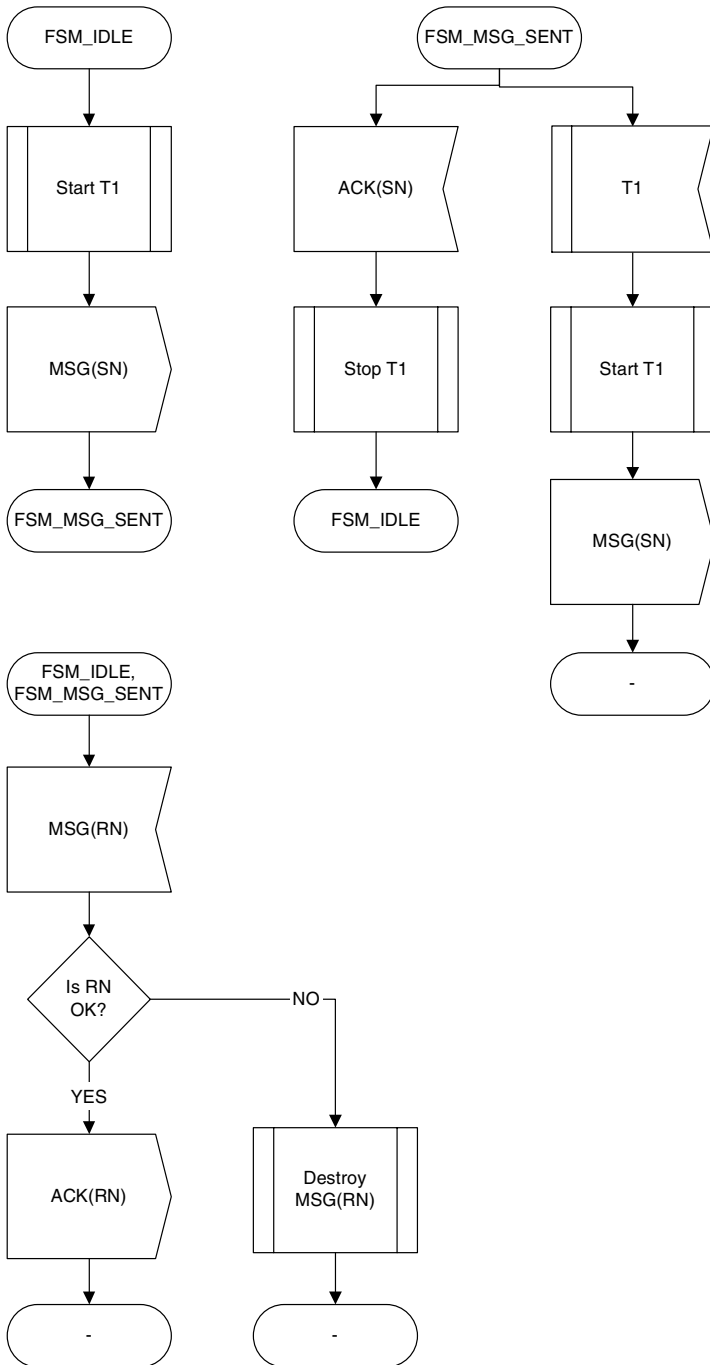 FSM_IDLE
Start T1
MSG(SN)
FSM_MSG_SENT
FSM_MSG_SENT
ACK(SN)
Stop T1
FSM_IDLE
T1
Start T1
MSG(SN)
-
FSM_IDLE,
FSM_MSG_SENT
MSG(RN)
Is RN
OK?
NO
YES
ACK(RN)
-
Destroy
MSG(RN)
-